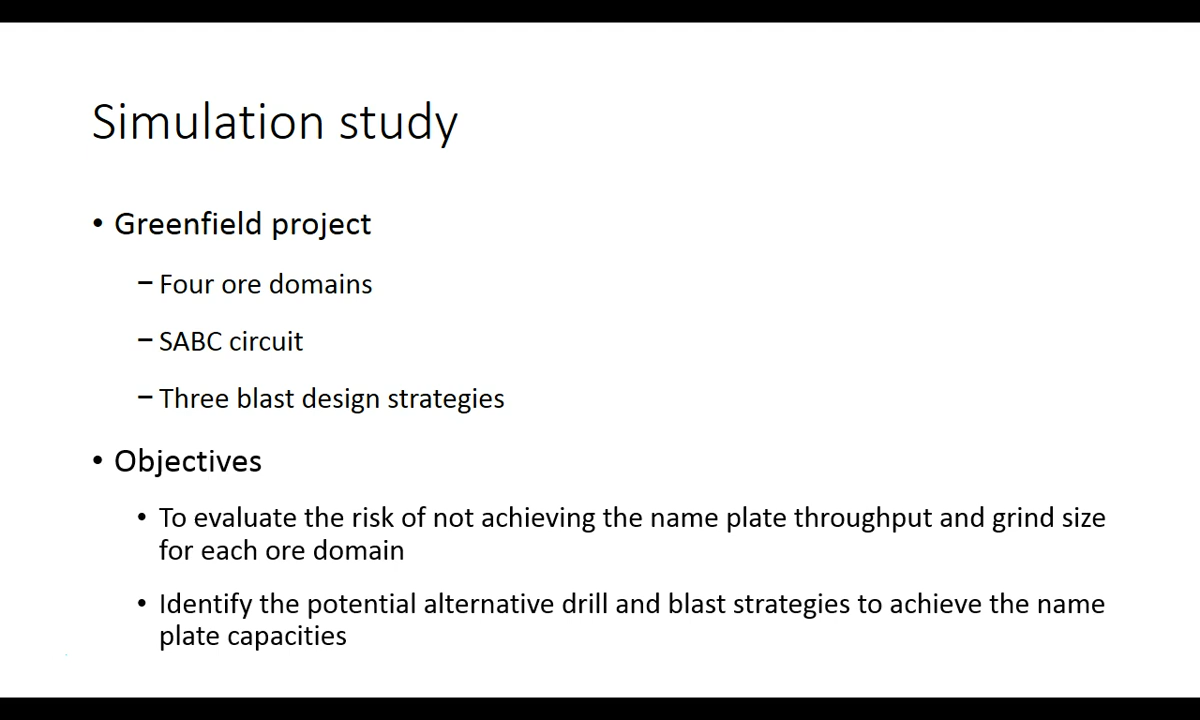 Simulation study
• Greenfield project
– Four ore domains
– SABC circuit
– Three blast design strategies
• Objectives
• To evaluate the risk of not achieving the name plate throughput and grind size
for each ore domain
• Identify the potential alternative drill and blast strategies to achieve the name
plate capacities